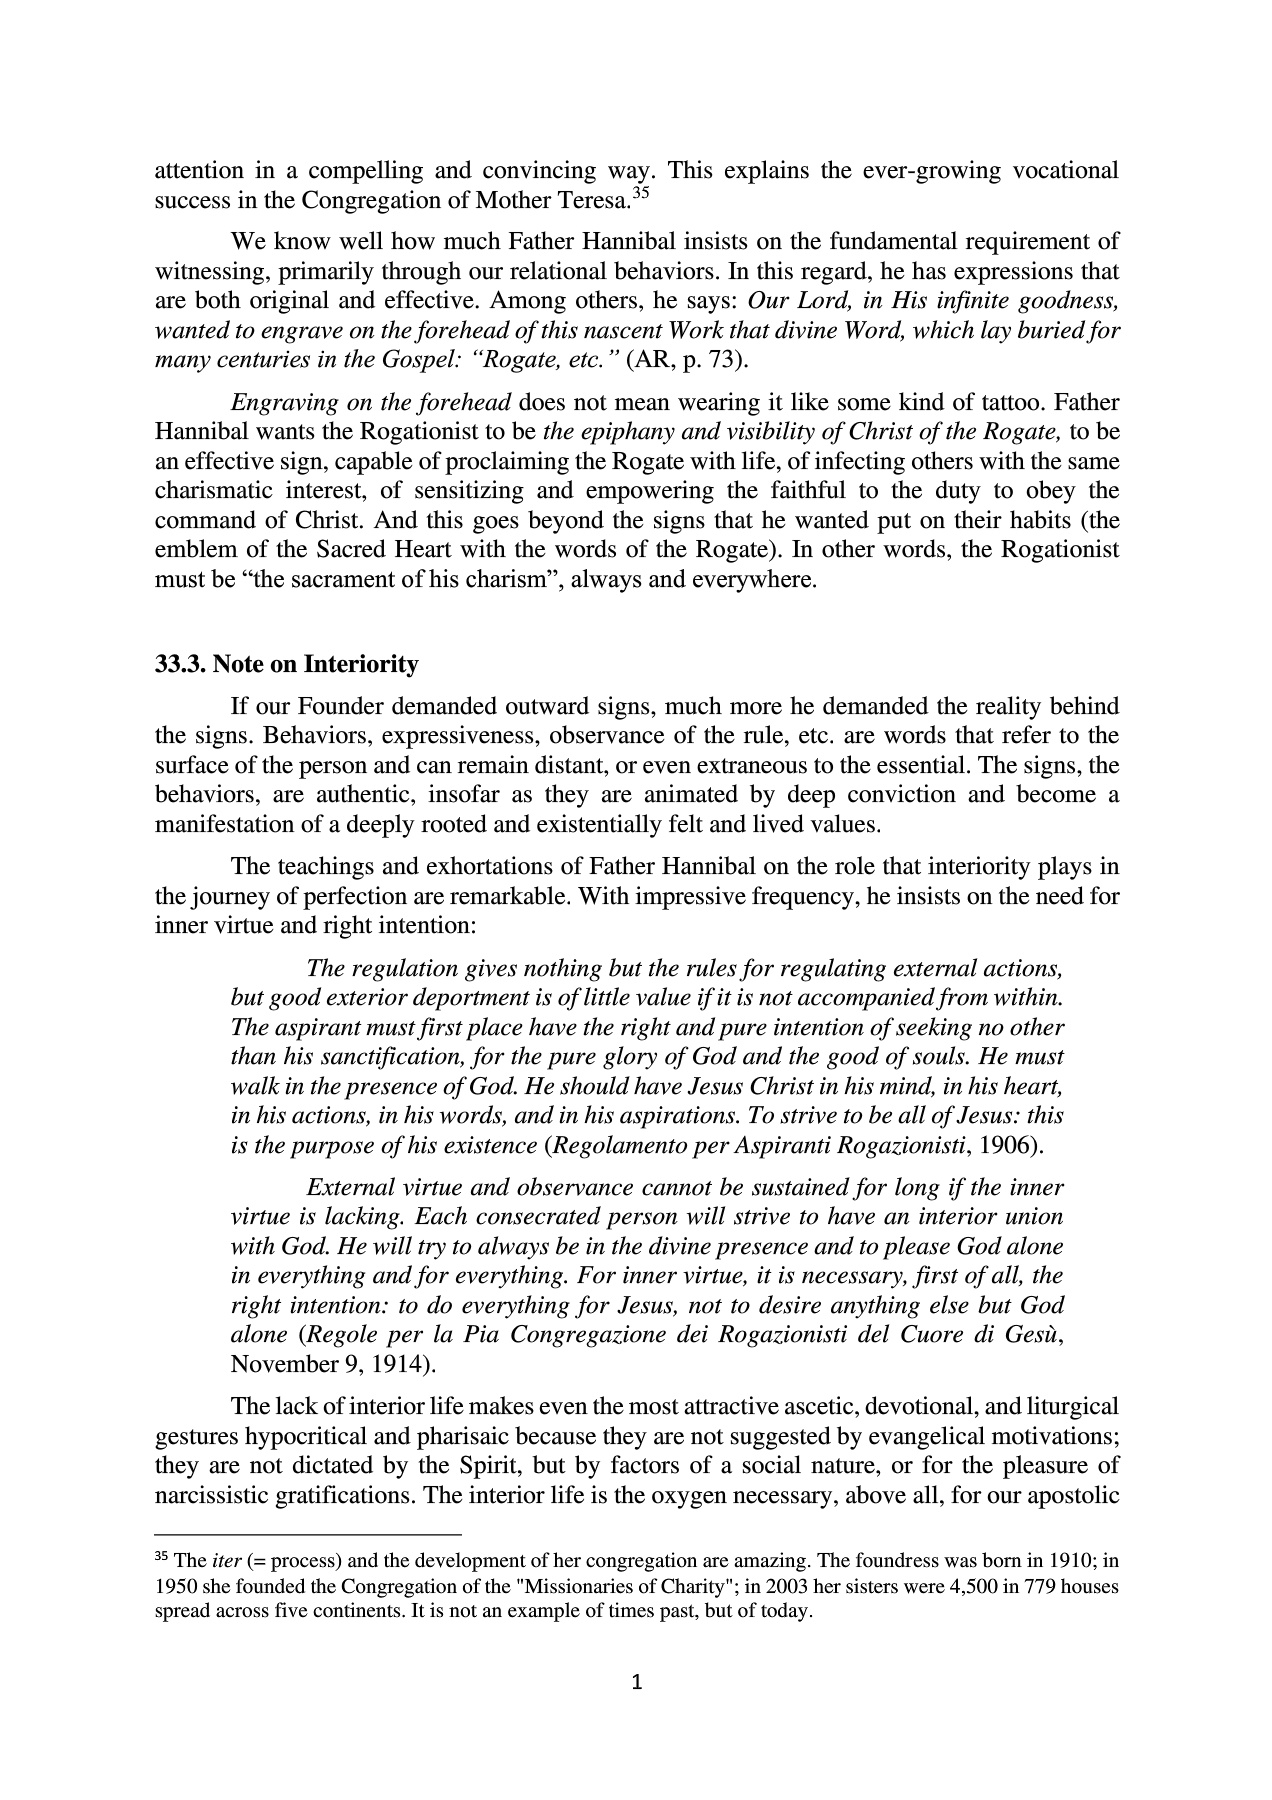 attention in a compelling and convincing way. This explains the ever-growing vocational
success in the Congregation of Mother Teresa.35
We know well how much Father Hannibal insists on the fundamental requirement of
witnessing, primarily through our relational behaviors. In this regard, he has expressions that
are both original and effective. Among others, he says: Our Lord, in His infinite goodness,
wanted to engrave on the forehead of this nascent Work that divine Word, which lay buried for
many centuries in the Gospel: “Rogate, etc.” (AR, p. 73).
Engraving on the forehead does not mean wearing it like some kind of tattoo. Father
Hannibal wants the Rogationist to be the epiphany and visibility of Christ of the Rogate, to be
an effective sign, capable of proclaiming the Rogate with life, of infecting others with the same
charismatic interest, of sensitizing and empowering the faithful to the duty to obey the
command of Christ. And this goes beyond the signs that he wanted put on their habits (the
emblem of the Sacred Heart with the words of the Rogate). In other words, the Rogationist
must be “the sacrament of his charism”, always and everywhere.
33.3. Note on Interiority
If our Founder demanded outward signs, much more he demanded the reality behind
the signs. Behaviors, expressiveness, observance of the rule, etc. are words that refer to the
surface of the person and can remain distant, or even extraneous to the essential. The signs, the
behaviors, are authentic, insofar as they are animated by deep conviction and become a
manifestation of a deeply rooted and existentially felt and lived values.
The teachings and exhortations of Father Hannibal on the role that interiority plays in
the journey of perfection are remarkable. With impressive frequency, he insists on the need for
inner virtue and right intention:
The regulation gives nothing but the rules for regulating external actions,
but good exterior deportment is of little value if it is not accompanied from within.
The aspirant must first place have the right and pure intention of seeking no other
than his sanctification, for the pure glory of God and the good of souls. He must
walk in the presence of God. He should have Jesus Christ in his mind, in his heart,
in his actions, in his words, and in his aspirations. To strive to be all of Jesus: this
is the purpose of his existence (Regolamento per Aspiranti Rogazionisti, 1906).
External virtue and observance cannot be sustained for long if the inner
virtue is lacking. Each consecrated person will strive to have an interior union
with God. He will try to always be in the divine presence and to please God alone
in everything and for everything. For inner virtue, it is necessary, first of all, the
right intention: to do everything for Jesus, not to desire anything else but God
alone (Regole per la Pia Congregazione dei Rogazionisti del Cuore di Gesù,
November 9, 1914).
The lack of interior life makes even the most attractive ascetic, devotional, and liturgical
gestures hypocritical and pharisaic because they are not suggested by evangelical motivations;
they are not dictated by the Spirit, but by factors of a social nature, or for the pleasure of
narcissistic gratifications. The interior life is the oxygen necessary, above all, for our apostolic
35 The iter (= process) and the development of her congregation are amazing. The foundress was born in 1910; in
1950 she founded the Congregation of the "Missionaries of Charity"; in 2003 her sisters were 4,500 in 779 houses
spread across five continents. It is not an example of times past, but of today.
1